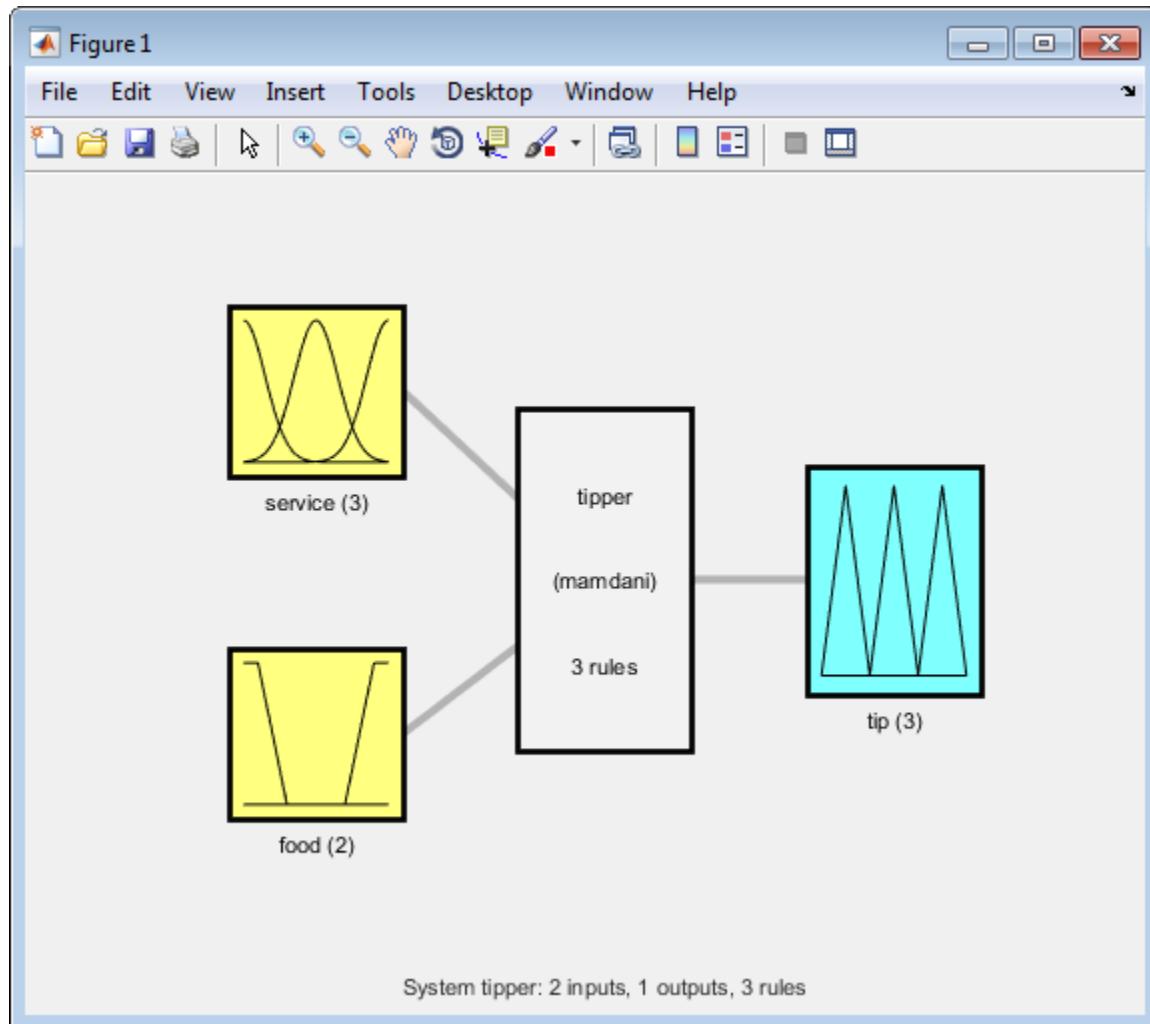 Figure 1
File Edit View Insert Tools Desktop Window Help
service (3)
tipper
(mamdani)
3 rules
tip (3)
food (2)
System tipper: 2 inputs, 1 outputs, 3 rules